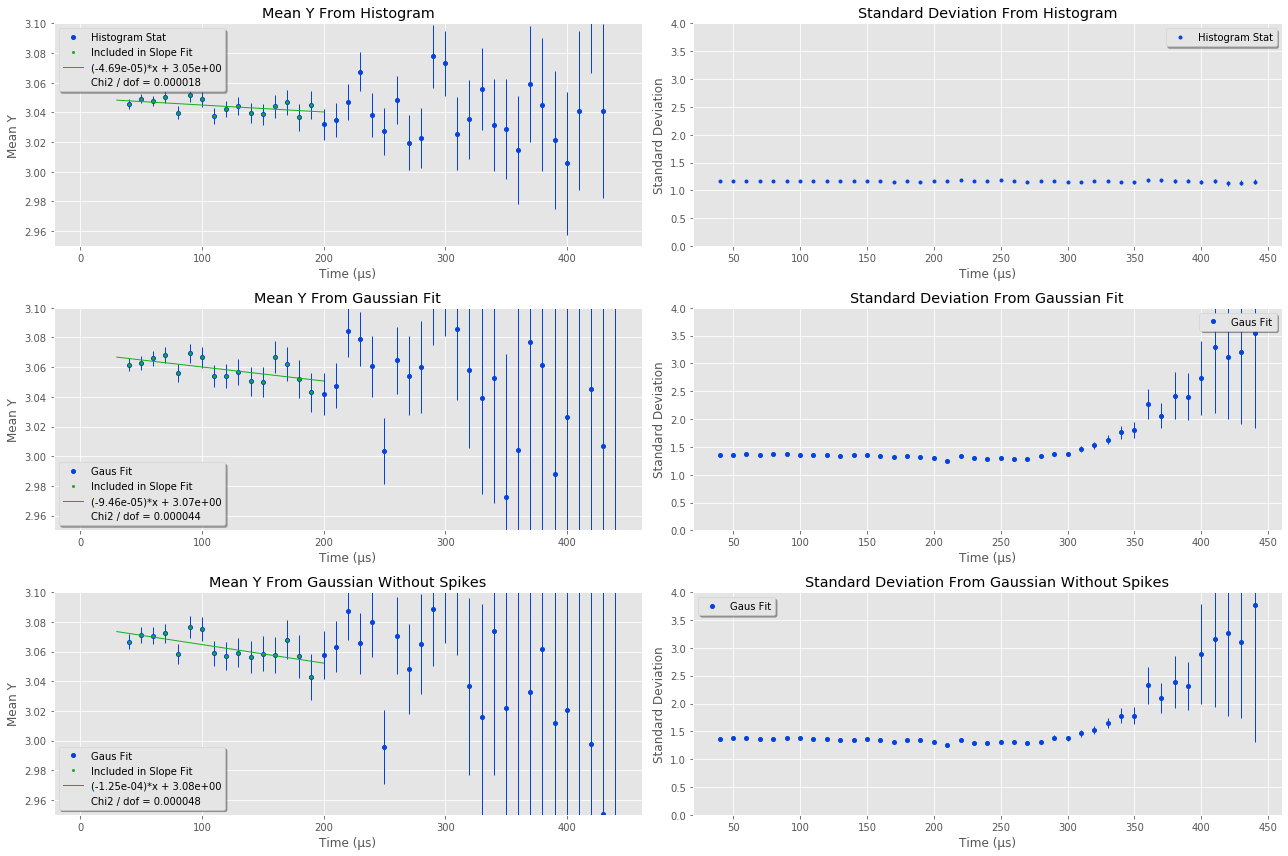 Mean Y From Histogram
3.10
3.08
3.06
3.04
3.02
3.00
2.98
2.96
Mean Y
Histogram Stat
Included in Slope Fit
(-4.69e-05)*x + 3.05e+00
Chi2 / dof = 0.000018
0 100 200 300 400
Time (µs)
Standard Deviation From Histogram
4.0
3.5
3.0
2.5
2.0
1.5
1.0
0.5
0.0
Standard Deviation
Histogram Stat
50 100 150 200 250 300 350 400 450
Time (µs)
Mean Y From Gaussian Fit
3.10
3.08
3.06
3.04
3.02
3.00
2.98
2.96
Mean Y
Gaus Fit
Included in Slope Fit
(-9.46e-05)*x + 3.07e+00
Chi2 / dof = 0.000044
0 100 200 300 400
Time (µs)
Standard Deviation From Gaussian Fit
4.0
3.5
3.0
2.5
2.0
1.5
1.0
0.5
0.0
Standard Deviation
Gaus Fit
50 100 150 200 250 300 350 400 450
Time (µs)
Mean Y From Gaussian Without Spikes
3.10
3.08
3.06
3.04
3.02
3.00
2.98
2.96
Mean Y
Gaus Fit
Included in Slope Fit
(-1.25e-04)*x + 3.08e+00
Chi2 / dof = 0.000048
0 100 200 300 400
Time (µs)
Standard Deviation From Gaussian Without Spikes
4.0
3.5
3.0
2.5
2.0
1.5
1.0
0.5
0.0
Standard Deviation
Gaus Fit
50 100 150 200 250 300 350 400 450
Time (µs)